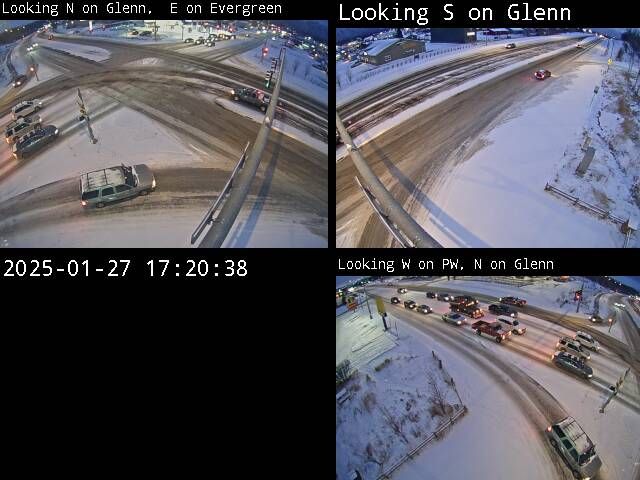 Looking N on Glenn,  E on Evergreen
Looking S on Glenn
2025-01-27 17:20:38
Looking W on PW, N on Glenn